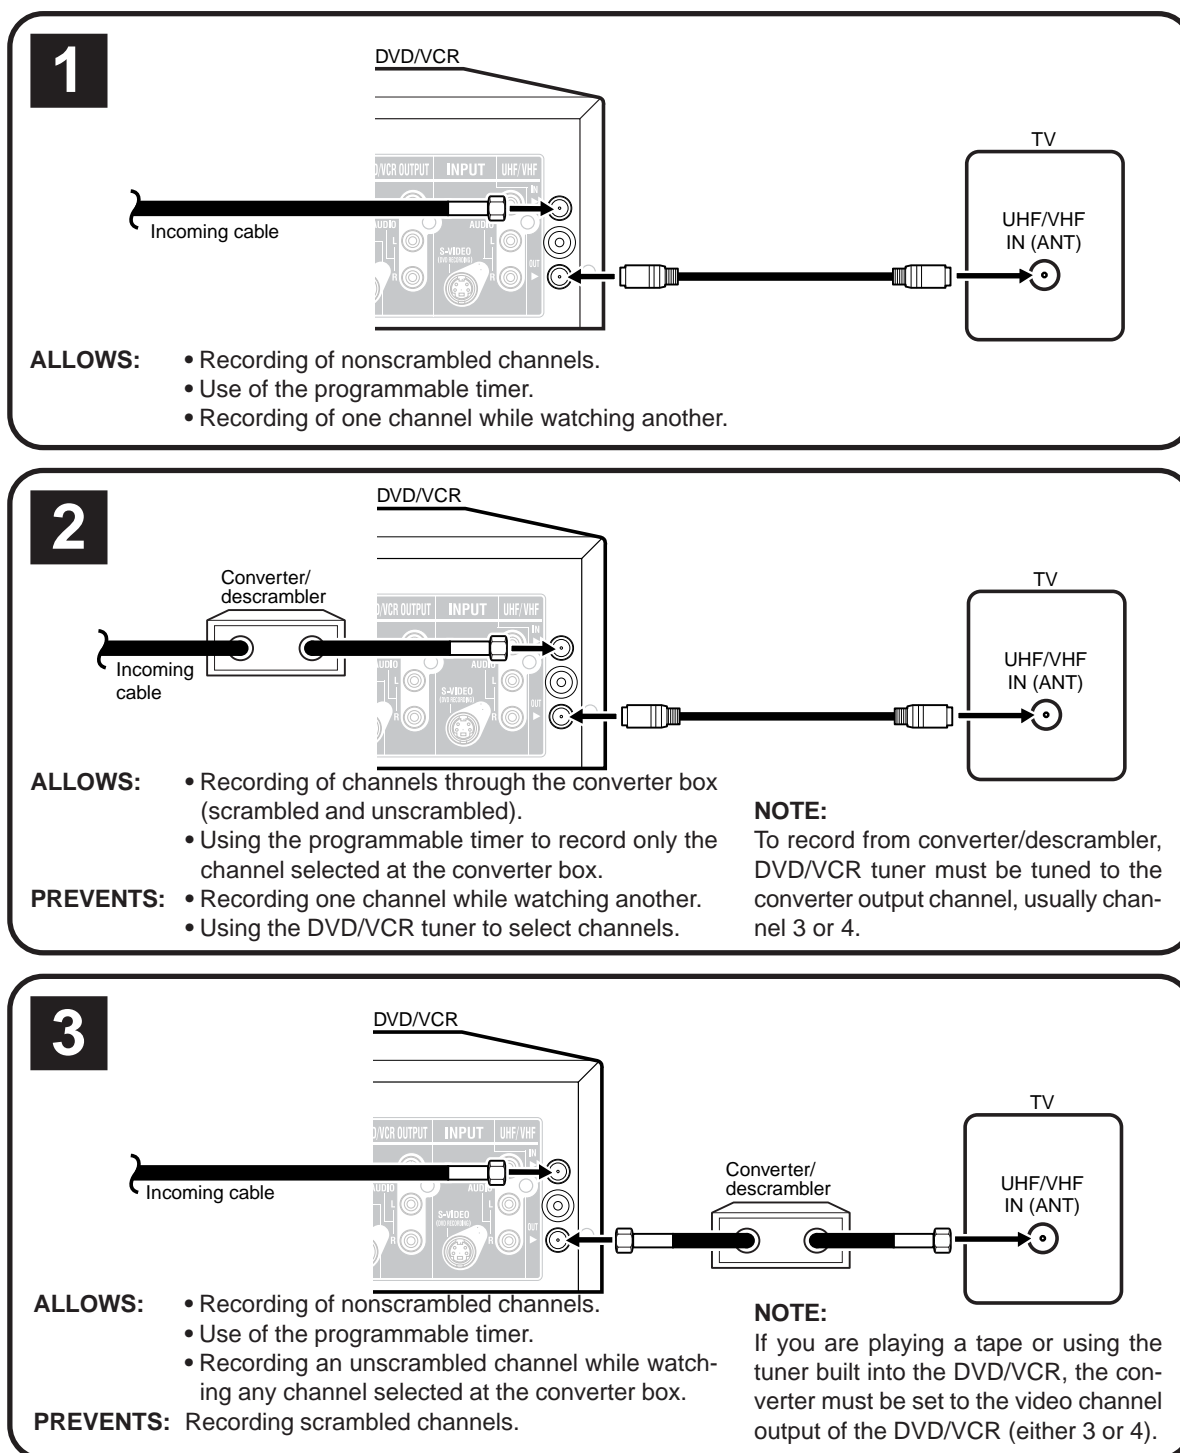 1
DVD/VCR
D/VCR OUTPUT INPUT UHF/VHF
IN
AUDIO
AUDIO
L
L
S-VIDEO
(DVD RECORDING)
OUT
R
R
Incoming cable
TV
UHF/VHF
IN (ANT)
ALLOWS: • Recording of nonscrambled channels.
• Use of the programmable timer.
• Recording of one channel while watching another.
2
DVD/VCR
Converter/
descrambler
D/VCR OUTPUT INPUT UHF/VHF
IN
AUDIO
AUDIO
L
L
S-VIDEO
(DVD RECORDING)
OUT
R
R
Incoming
cable
TV
UHF/VHF
IN (ANT)
ALLOWS: • Recording of channels through the converter box
(scrambled and unscrambled).
• Using the programmable timer to record only the
channel selected at the converter box.
PREVENTS: • Recording one channel while watching another.
• Using the DVD/VCR tuner to select channels.
NOTE:
To record from converter/descrambler,
DVD/VCR tuner must be tuned to the
converter output channel, usually chan-
nel 3 or 4.
3
DVD/VCR
D/VCR OUTPUT INPUT UHF/VHF
IN
AUDIO
AUDIO
L
L
S-VIDEO
(DVD RECORDING)
OUT
R
R
Incoming cable
Converter/
descrambler
TV
UHF/VHF
IN (ANT)
ALLOWS: • Recording of nonscrambled channels.
• Use of the programmable timer.
• Recording an unscrambled channel while watch-
ing any channel selected at the converter box.
PREVENTS: Recording scrambled channels.
NOTE:
If you are playing a tape or using the
tuner built into the DVD/VCR, the con-
verter must be set to the video channel
output of the DVD/VCR (either 3 or 4).